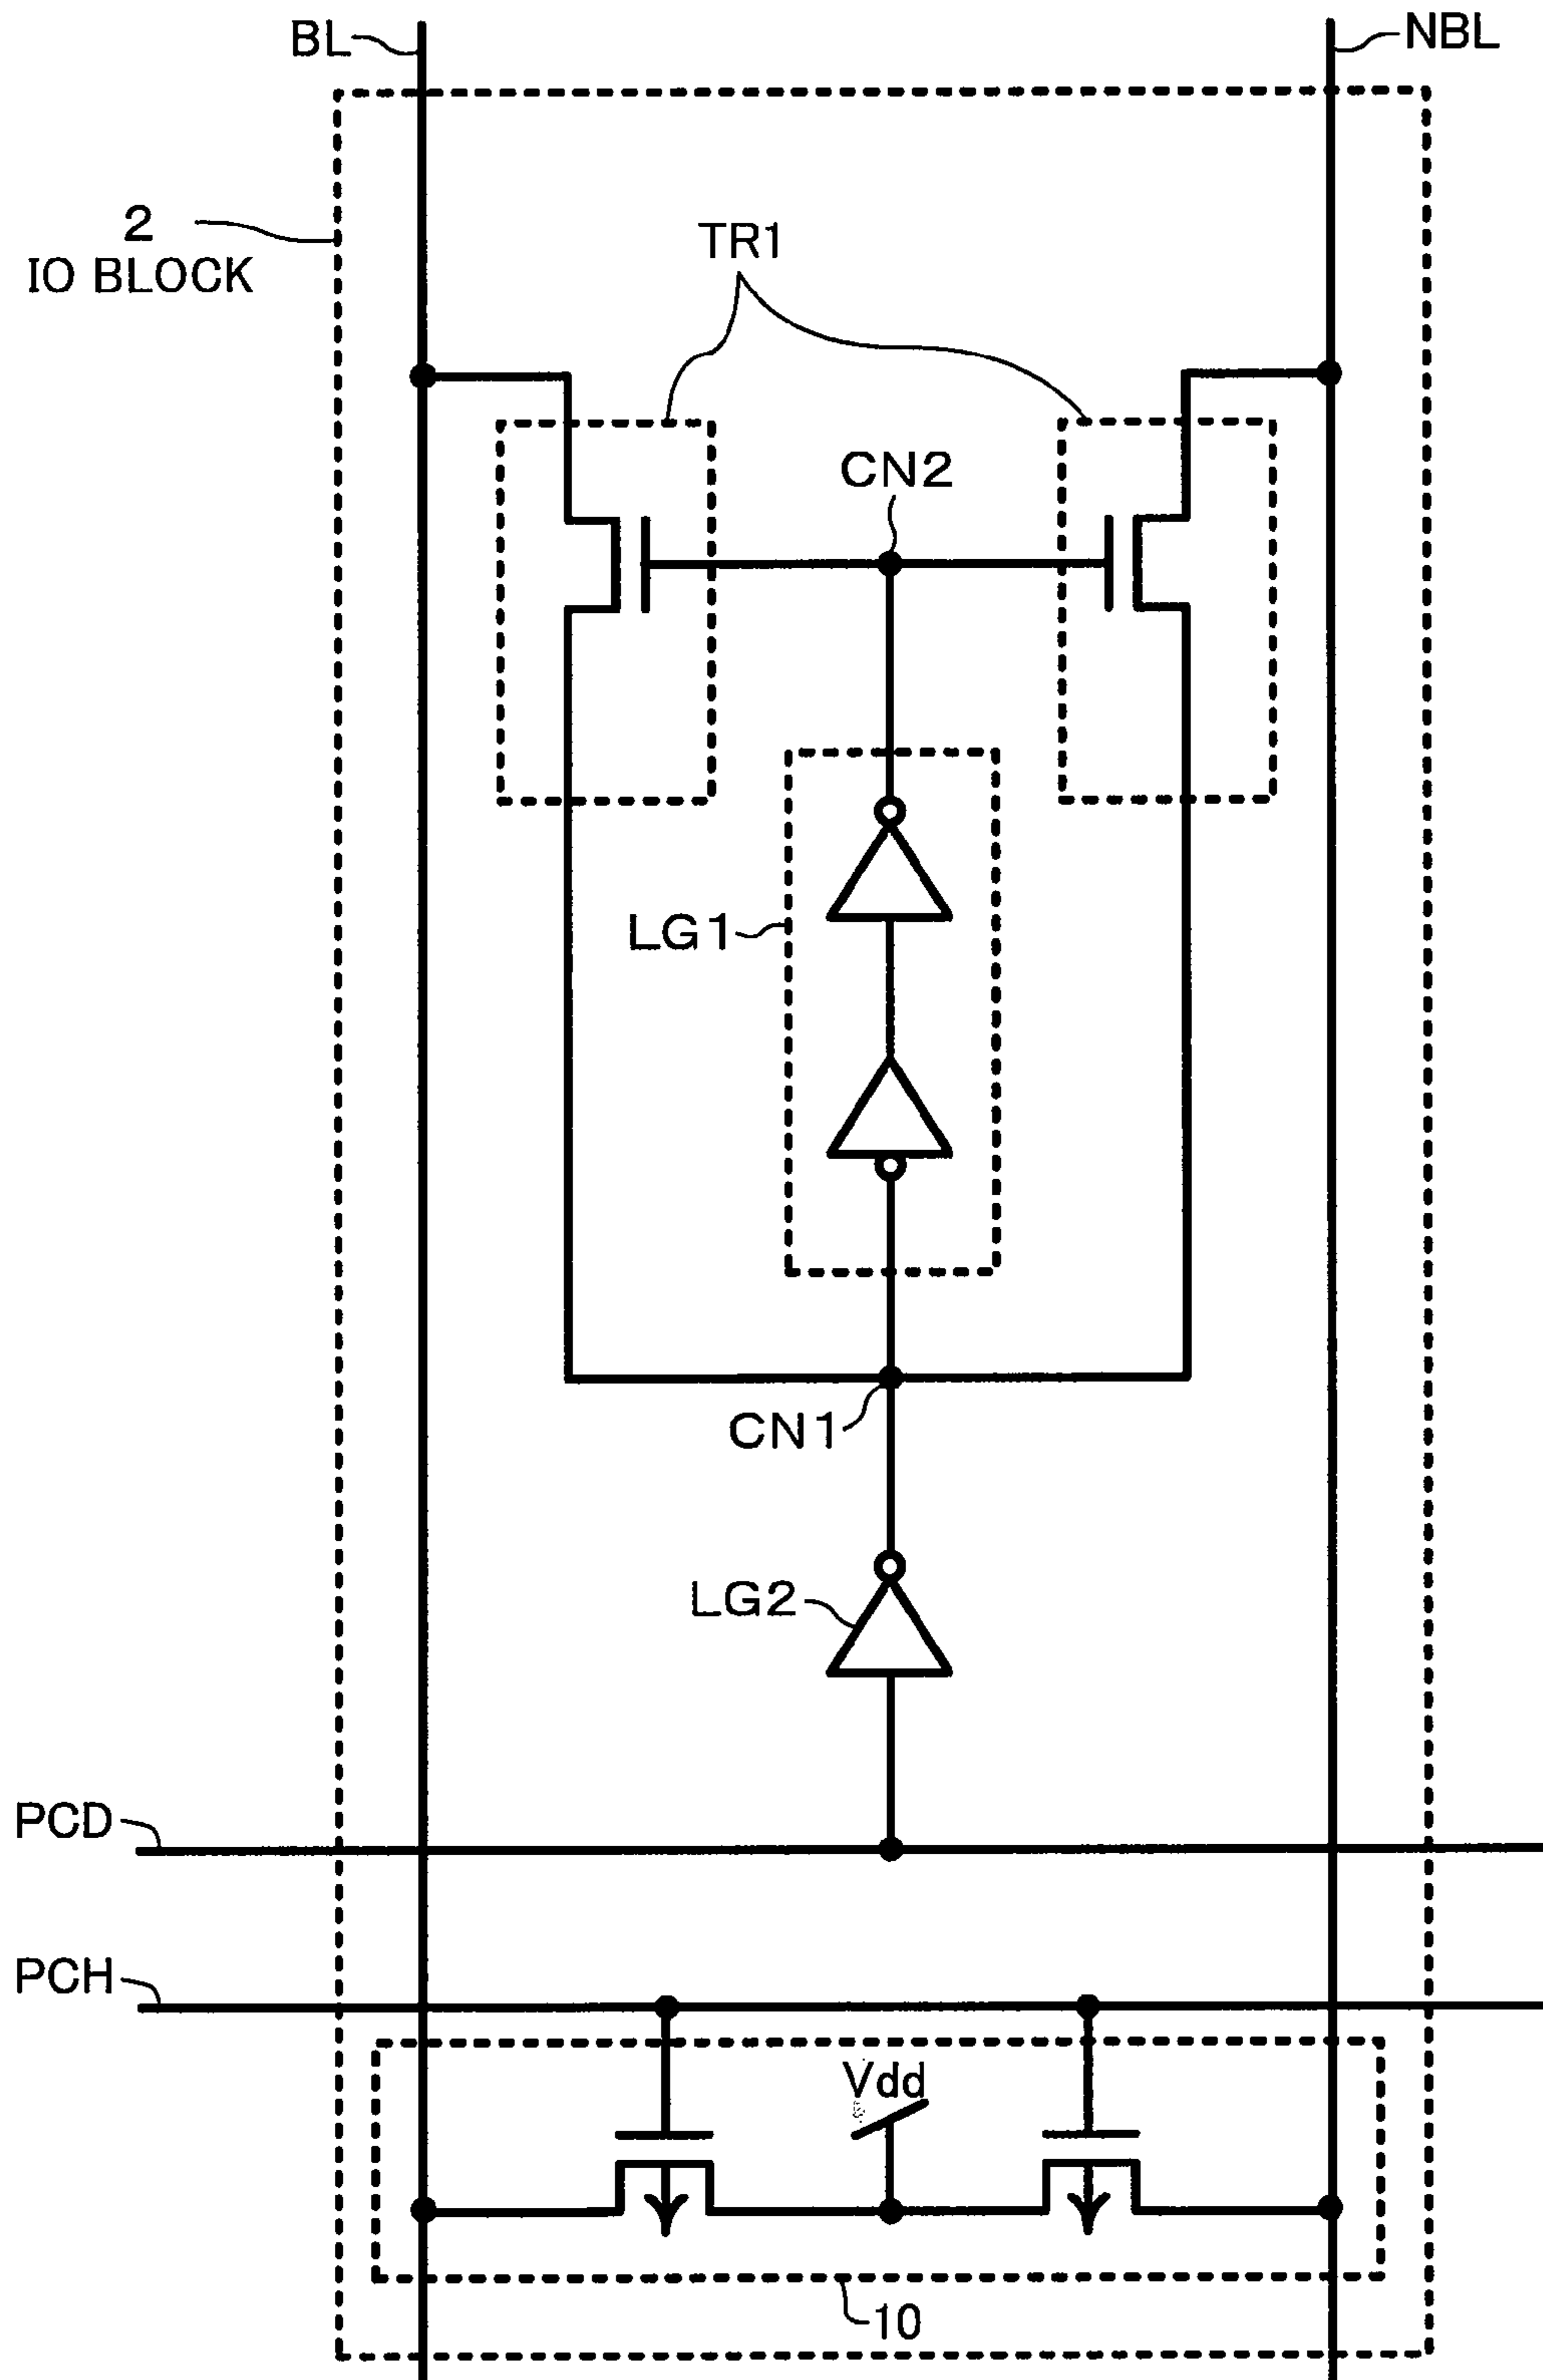 BL
NBL
2
IO BLOCK
TR1
CN2
LG1
CN1
LG2
PCD
PCH
Vdd
10